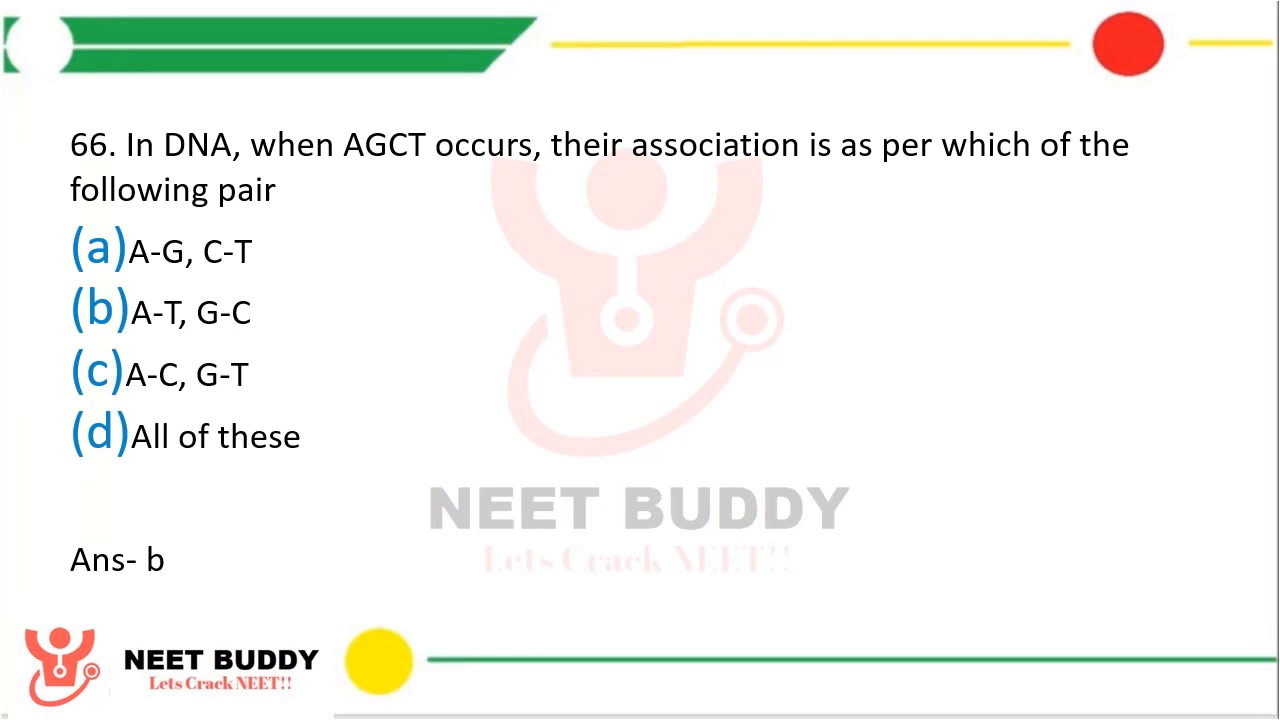 66. In DNA, when AGCT occurs, their association is as per which of the
following pair
(a)A-G, C-T
(b)A-T, G-C
(c)A-C, G-T
(d)All of these
NEET BUDDY
Lets Crack NEET!!
Ans- b
NEET BUDDY
Lets Crack NEET!!